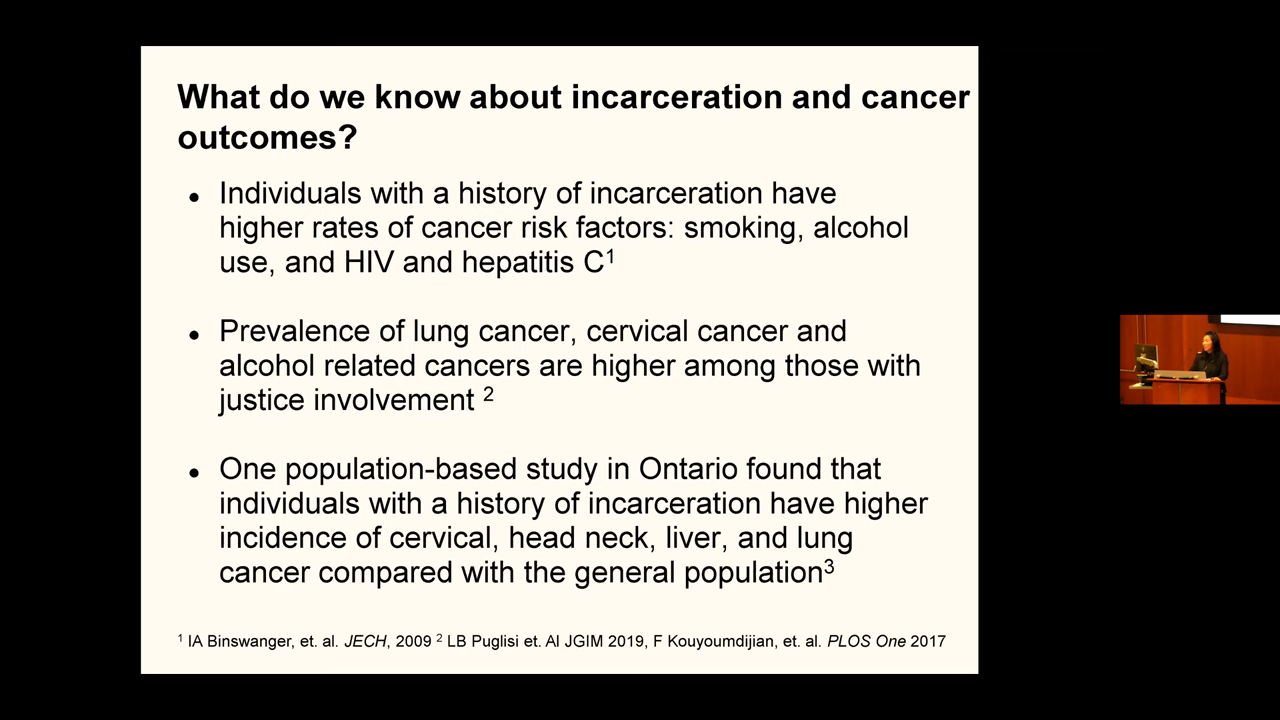 What do we know about incarceration and cancer
outcomes?
● Individuals with a history of incarceration have
higher rates of cancer risk factors: smoking, alcohol
use, and HIV and hepatitis C¹
● Prevalence of lung cancer, cervical cancer and
alcohol related cancers are higher among those with
justice involvement ²
● One population-based study in Ontario found that
individuals with a history of incarceration have higher
incidence of cervical, head neck, liver, and lung
cancer compared with the general population³
¹ IA Binswanger, et. al. JECH, 2009 ² LB Puglisi et. Al JGIM 2019, F Kouyoumdijian, et. al. PLOS One 2017